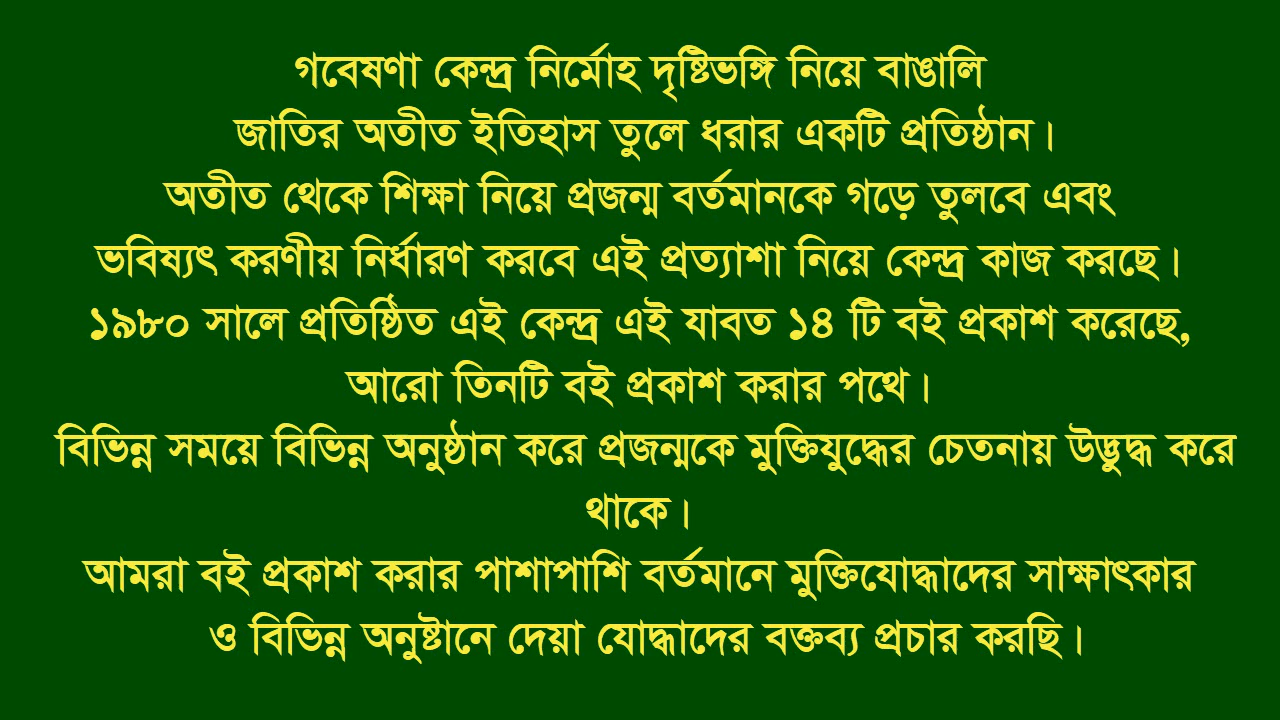 গবেষণা কেন্দ্র নির্মোহ দৃষ্টিভঙ্গি নিয়ে বাঙালি
জাতির অতীত ইতিহাস তুলে ধরার একটি প্রতিষ্ঠান।
অতীত থেকে শিক্ষা নিয়ে প্রজন্ম বর্তমানকে গড়ে তুলবে এবং
ভবিষ্যৎ করণীয় নির্ধারণ করবে এই প্রত্যাশা নিয়ে কেন্দ্র কাজ করছে।
১৯৮০ সালে প্রতিষ্ঠিত এই কেন্দ্র এই যাবত ১৪ টি বই প্রকাশ করেছে,
আরো তিনটি বই প্রকাশ করার পথে।
বিভিন্ন সময়ে বিভিন্ন অনুষ্ঠান করে প্রজন্মকে মুক্তিযুদ্ধের চেতনায় উদ্ভুদ্ধ করে
থাকে।
আমরা বই প্রকাশ করার পাশাপাশি বর্তমানে মুক্তিযোদ্ধাদের সাক্ষাৎকার
ও বিভিন্ন অনুষ্টানে দেয়া যোদ্ধাদের বক্তব্য প্রচার করছি।